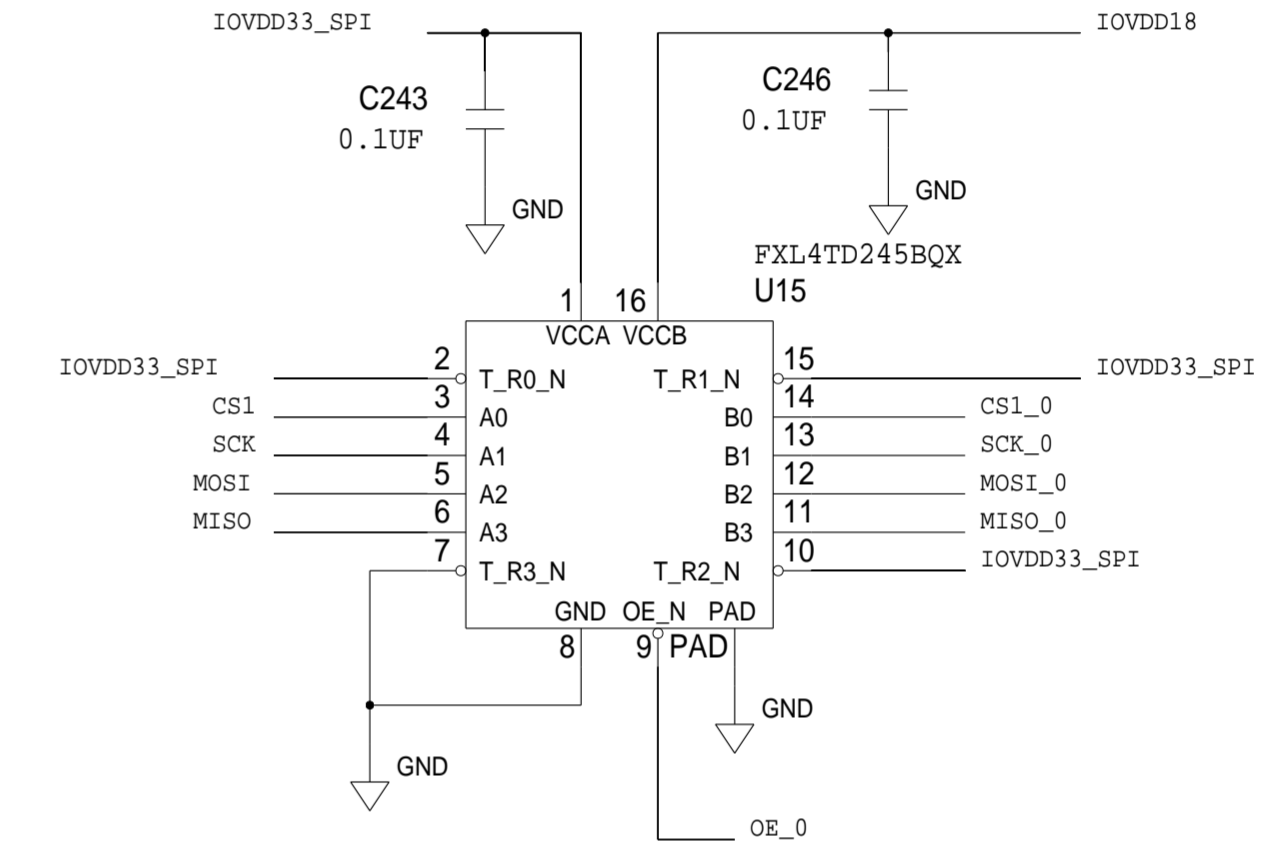 IOVDD33_SPI
IOVDD18
C243
0.1UF
C246
0.1UF
GND
GND
FXL4TD245BQX
U15
1
16
VCCA
VCCB
IOVDD33_SPI
2
T_R0_N
T_R1_N
15
IOVDD33_SPI
CS1
3
A0
B0
14
CS1_0
SCK
4
A1
B1
13
SCK_0
MOSI
5
A2
B2
12
MOSI_0
MISO
6
A3
B3
11
MISO_0
7
T_R3_N
T_R2_N
10
IOVDD33_SPI
GND
OE_N
PAD
8
9
PAD
GND
GND
OE_0